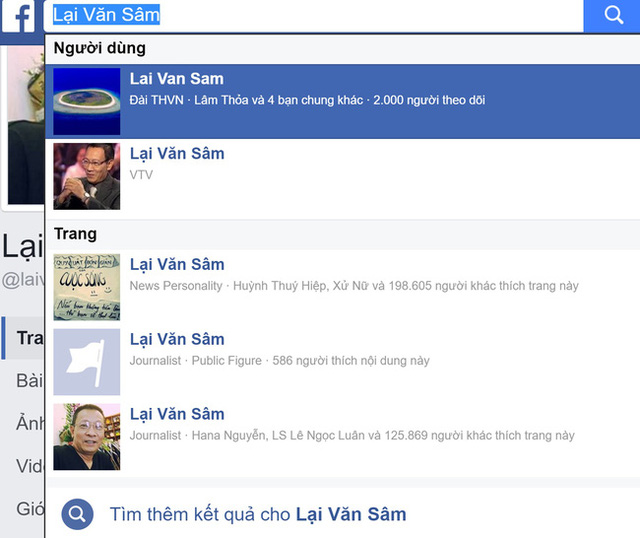 f
Lại Văn Sâm
Người dùng
Lai Van Sam
Đài THVN · Lâm Thỏa và 4 bạn chung khác · 2.000 người theo dõi
Lại Văn Sâm
VTV
Trang
Lại Văn Sâm
News Personality · Huỳnh Thuý Hiệp, Xử Nữ và 198.605 người khác thích trang này
CUỘC SỐNG
Lại Văn Sâm
Journalist · Public Figure · 586 người thích nội dung này
Lại Văn Sâm
Journalist · Hana Nguyễn, LS Lê Ngọc Luân và 125.869 người khác thích trang này
Tìm thêm kết quả cho Lại Văn Sâm
Lại
@laiv
Tra
Bài
Ảnh
Vide
Gió